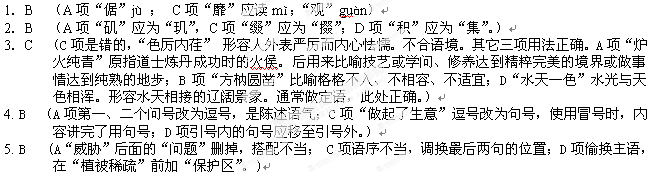 1. B （A项“倨”jù ； C项“靡”应读mǐ；“观”guàn）
2. B （A项“矶”应为“玑”，C项“缀”应为“掇”；D项“积”应为“集”。）
3. C （C项是错的，“色厉内荏” 形容人外表严厉而内心怯懦。不合语境。其它三项用法正确。A项“炉
火纯青”原指道士炼丹成功时的火候。后用来比喻技艺或学问、修养达到精粹完美的境界或做事
情达到纯熟的地步；B项“方枘圆凿”比喻格格不入、不相容、不适宜；D“水天一色”水光与天
色相浑。形容水天相接的辽阔景象。通常做定语，此处正确。）
4. B （A项第一、二个问号改为逗号，是陈述语气；C项“做起了生意”逗号改为句号，使用冒号时，内
容讲完了用句号；D项引号内的句号应移至引号外。）
5. B （A“威胁”后面的“问题”删掉，搭配不当； C项语序不当，调换最后两句的位置；D项偷换主语，
在“植被稀疏”前加“保护区”。）